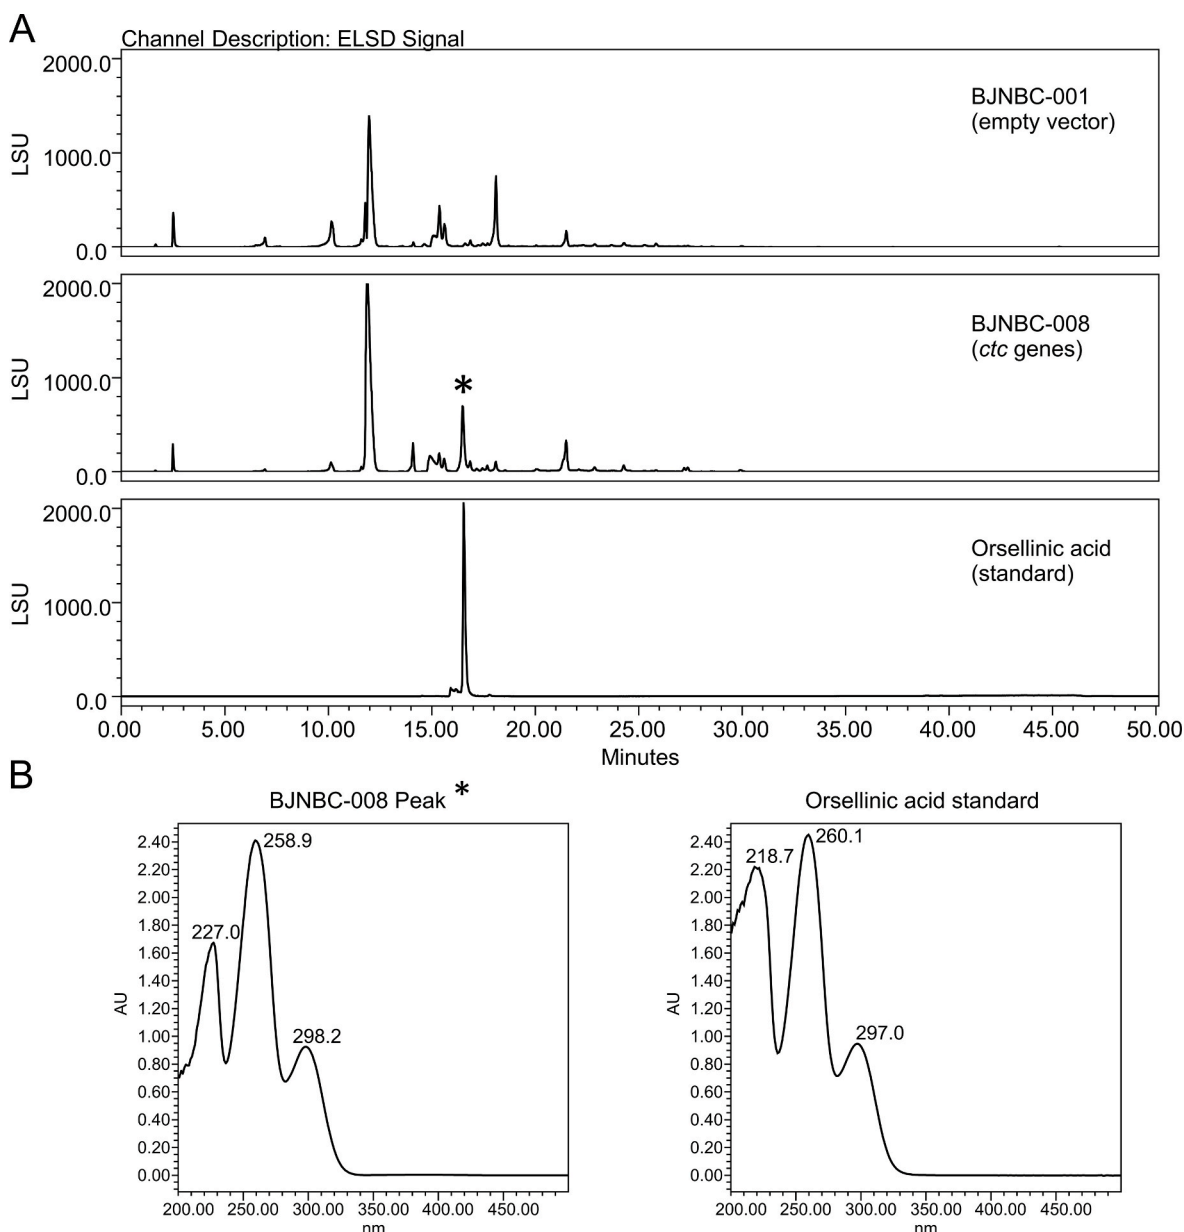 A
Channel Description: ELSD Signal
2000.0
1000.0
0.0
LSU
BJNBC-001
(empty vector)
2000.0
1000.0
0.0
LSU
BJNBC-008
(ctc genes)
*
2000.0
1000.0
0.0
LSU
Orsellinic acid
(standard)
0.00 5.00 10.00 15.00 20.00 25.00 30.00 35.00 40.00 45.00 50.00
Minutes
B
BJNBC-008 Peak *
2.40
2.20
2.00
1.80
1.60
1.40
1.20
1.00
0.80
0.60
0.40
0.20
0.00
AU
227.0
258.9
298.2
200.00 250.00 300.00 350.00 400.00 450.00
nm
Orsellinic acid standard
2.40
2.20
2.00
1.80
1.60
1.40
1.20
1.00
0.80
0.60
0.40
0.20
0.00
AU
218.7
260.1
297.0
200.00 250.00 300.00 350.00 400.00 450.00
nm